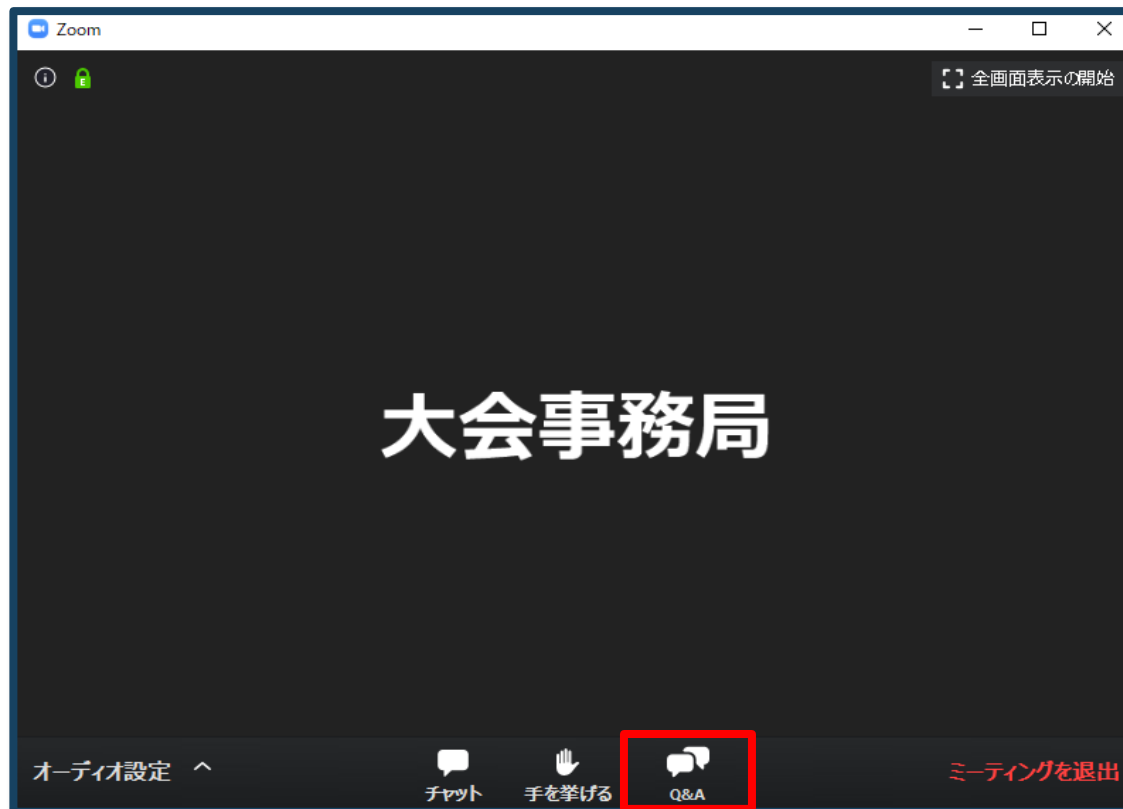 Zoom
全画面表示の開始
大会事務局
オーディオ設定
チャット
手を挙げる
Q&A
ミーティングを退出